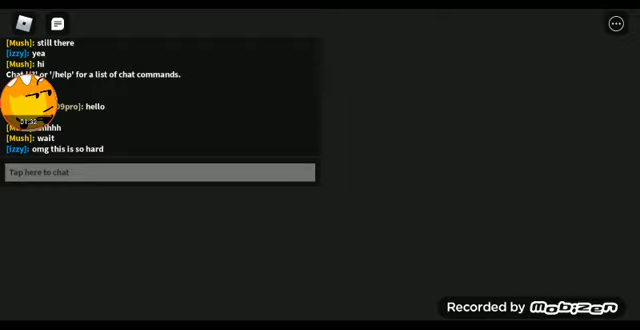 [Mush]: still there
[izzy]: yea
[Mush]: hi
Chat '/?' or '/help' for a list of chat commands.
09pro]: hello
01:32
[Mush]: wait
[izzy]: omg this is so hard
Tap here to chat
Recorded by Mobizen